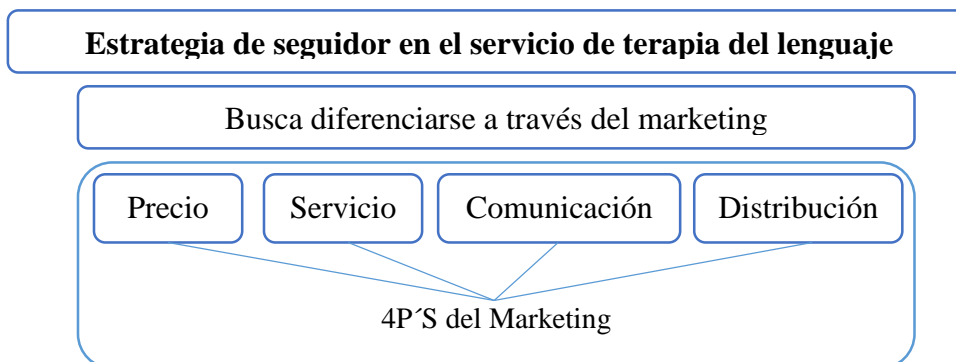 Estrategia de seguidor en el servicio de terapia del lenguaje
Busca diferenciarse a través del marketing
Precio Servicio Comunicación Distribución
4P´S del Marketing